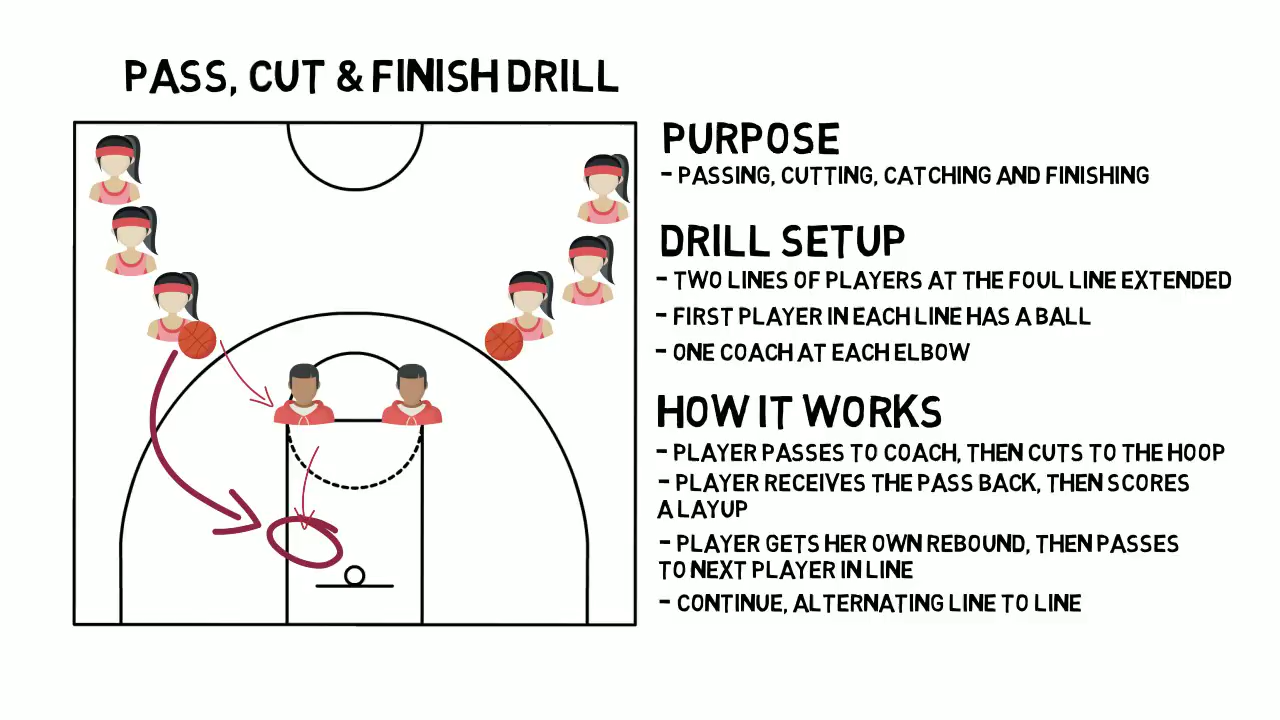 PASS, CUT & FINISH DRILL
PURPOSE
- PASSING, CUTTING, CATCHING AND FINISHING
DRILL SETUP
- TWO LINES OF PLAYERS AT THE FOUL LINE EXTENDED
- FIRST PLAYER IN EACH LINE HAS A BALL
- ONE COACH AT EACH ELBOW
HOW IT WORKS
- PLAYER PASSES TO COACH, THEN CUTS TO THE HOOP
- PLAYER RECEIVES THE PASS BACK, THEN SCORES
A LAYUP
- PLAYER GETS HER OWN REBOUND, THEN PASSES
TO NEXT PLAYER IN LINE
- CONTINUE, ALTERNATING LINE TO LINE